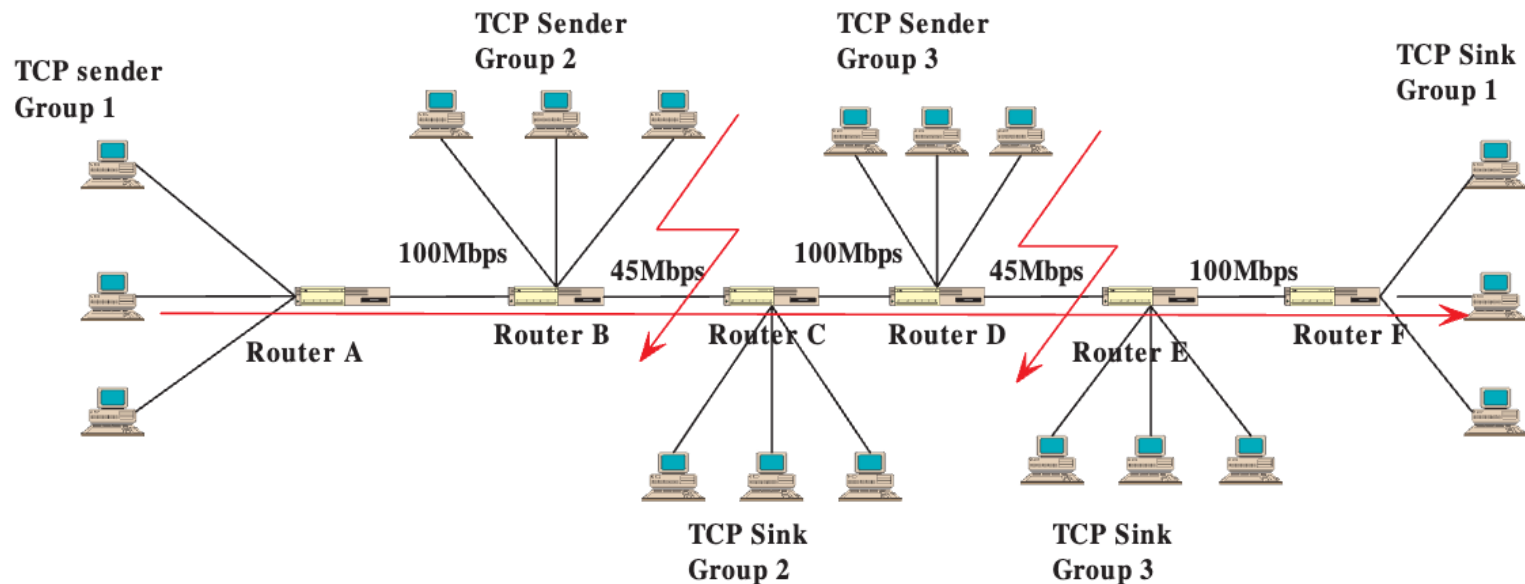 TCP Sender
Group 2
TCP Sender
Group 3
TCP Sink
Group 1
TCP sender
Group 1
100Mbps
45Mbps
100Mbps
45Mbps
100Mbps
Router A
Router B
Router C
Router D
Router E
Router F
TCP Sink
Group 2
TCP Sink
Group 3